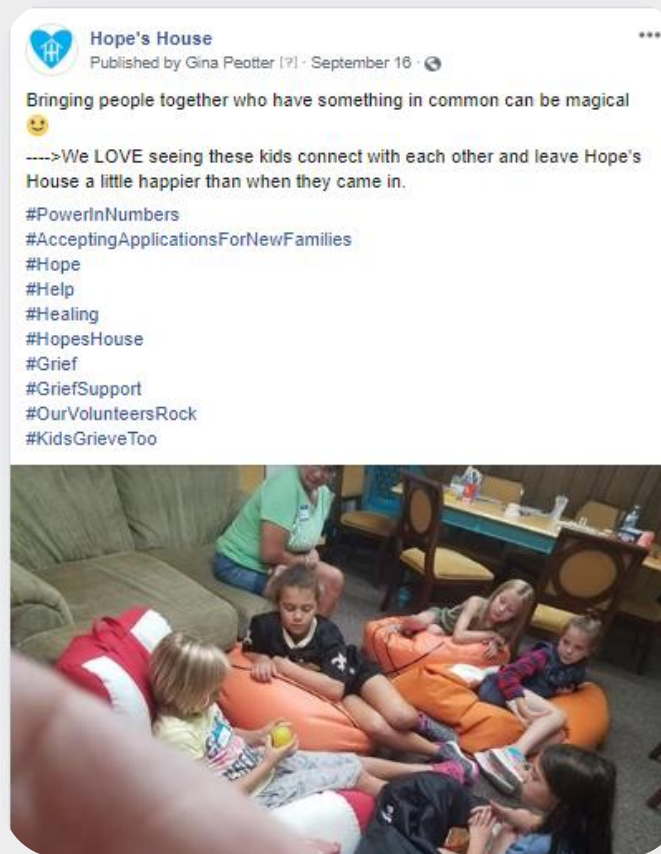 Hope's House
Published by Gina Peotter [?] · September 16 ·
Bringing people together who have something in common can be magical
---->We LOVE seeing these kids connect with each other and leave Hope's
House a little happier than when they came in.
#PowerInNumbers
#AcceptingApplicationsForNewFamilies
#Hope
#Help
#Healing
#HopesHouse
#Grief
#GriefSupport
#OurVolunteersRock
#KidsGrieveToo